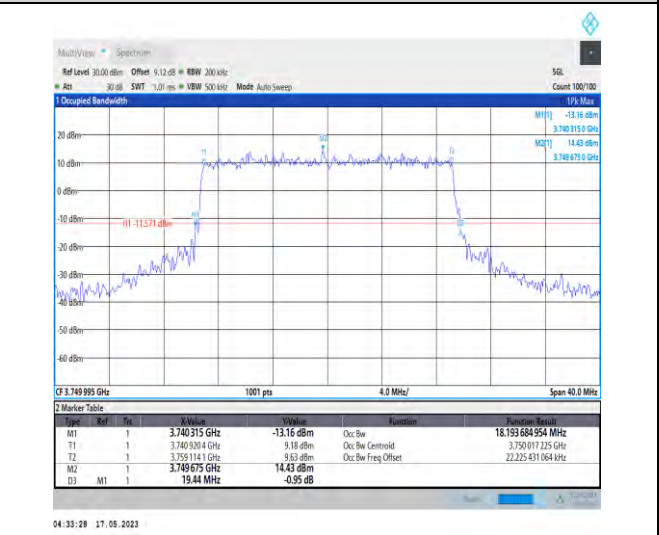 MultiView Spectrum
Ref Level 30.00 dBm Offset 9.12 dB RBW 200 kHz SGL
Att 30 dB SWT 1.01 ms VBW 500 kHz Mode Auto Sweep Count 100/100
1 Occupied Bandwidth 1Pk Max
M1[1] -13.16 dBm
3.740 315 0 GHz
M2[1] 14.43 dBm
3.749 675 0 GHz
20 dBm
M2
T1
10 dBm
0 dBm
-10 dBm
M1
H1 -11.571 dBm
-20 dBm
-30 dBm
-40 dBm
-50 dBm
-60 dBm
CF 3.749 995 GHz 1001 pts 4.0 MHz/ Span 40.0 MHz
2 Marker Table
Type Ref Trc X-Value Y-Value Function Function Result
M1 1 3.740 315 GHz -13.16 dBm Occ Bw 18.193 684 954 MHz
T1 1 3.740 920 4 GHz 9.18 dBm Occ Bw Centroid 3.750 017 225 GHz
T2 1 3.759 114 1 GHz 9.63 dBm Occ Bw Freq Offset 22.225 431 064 kHz
M2 1 3.749 675 GHz 14.43 dBm
D3 M1 1 19.44 MHz -0.95 dB
04:33:28 17.05.2023